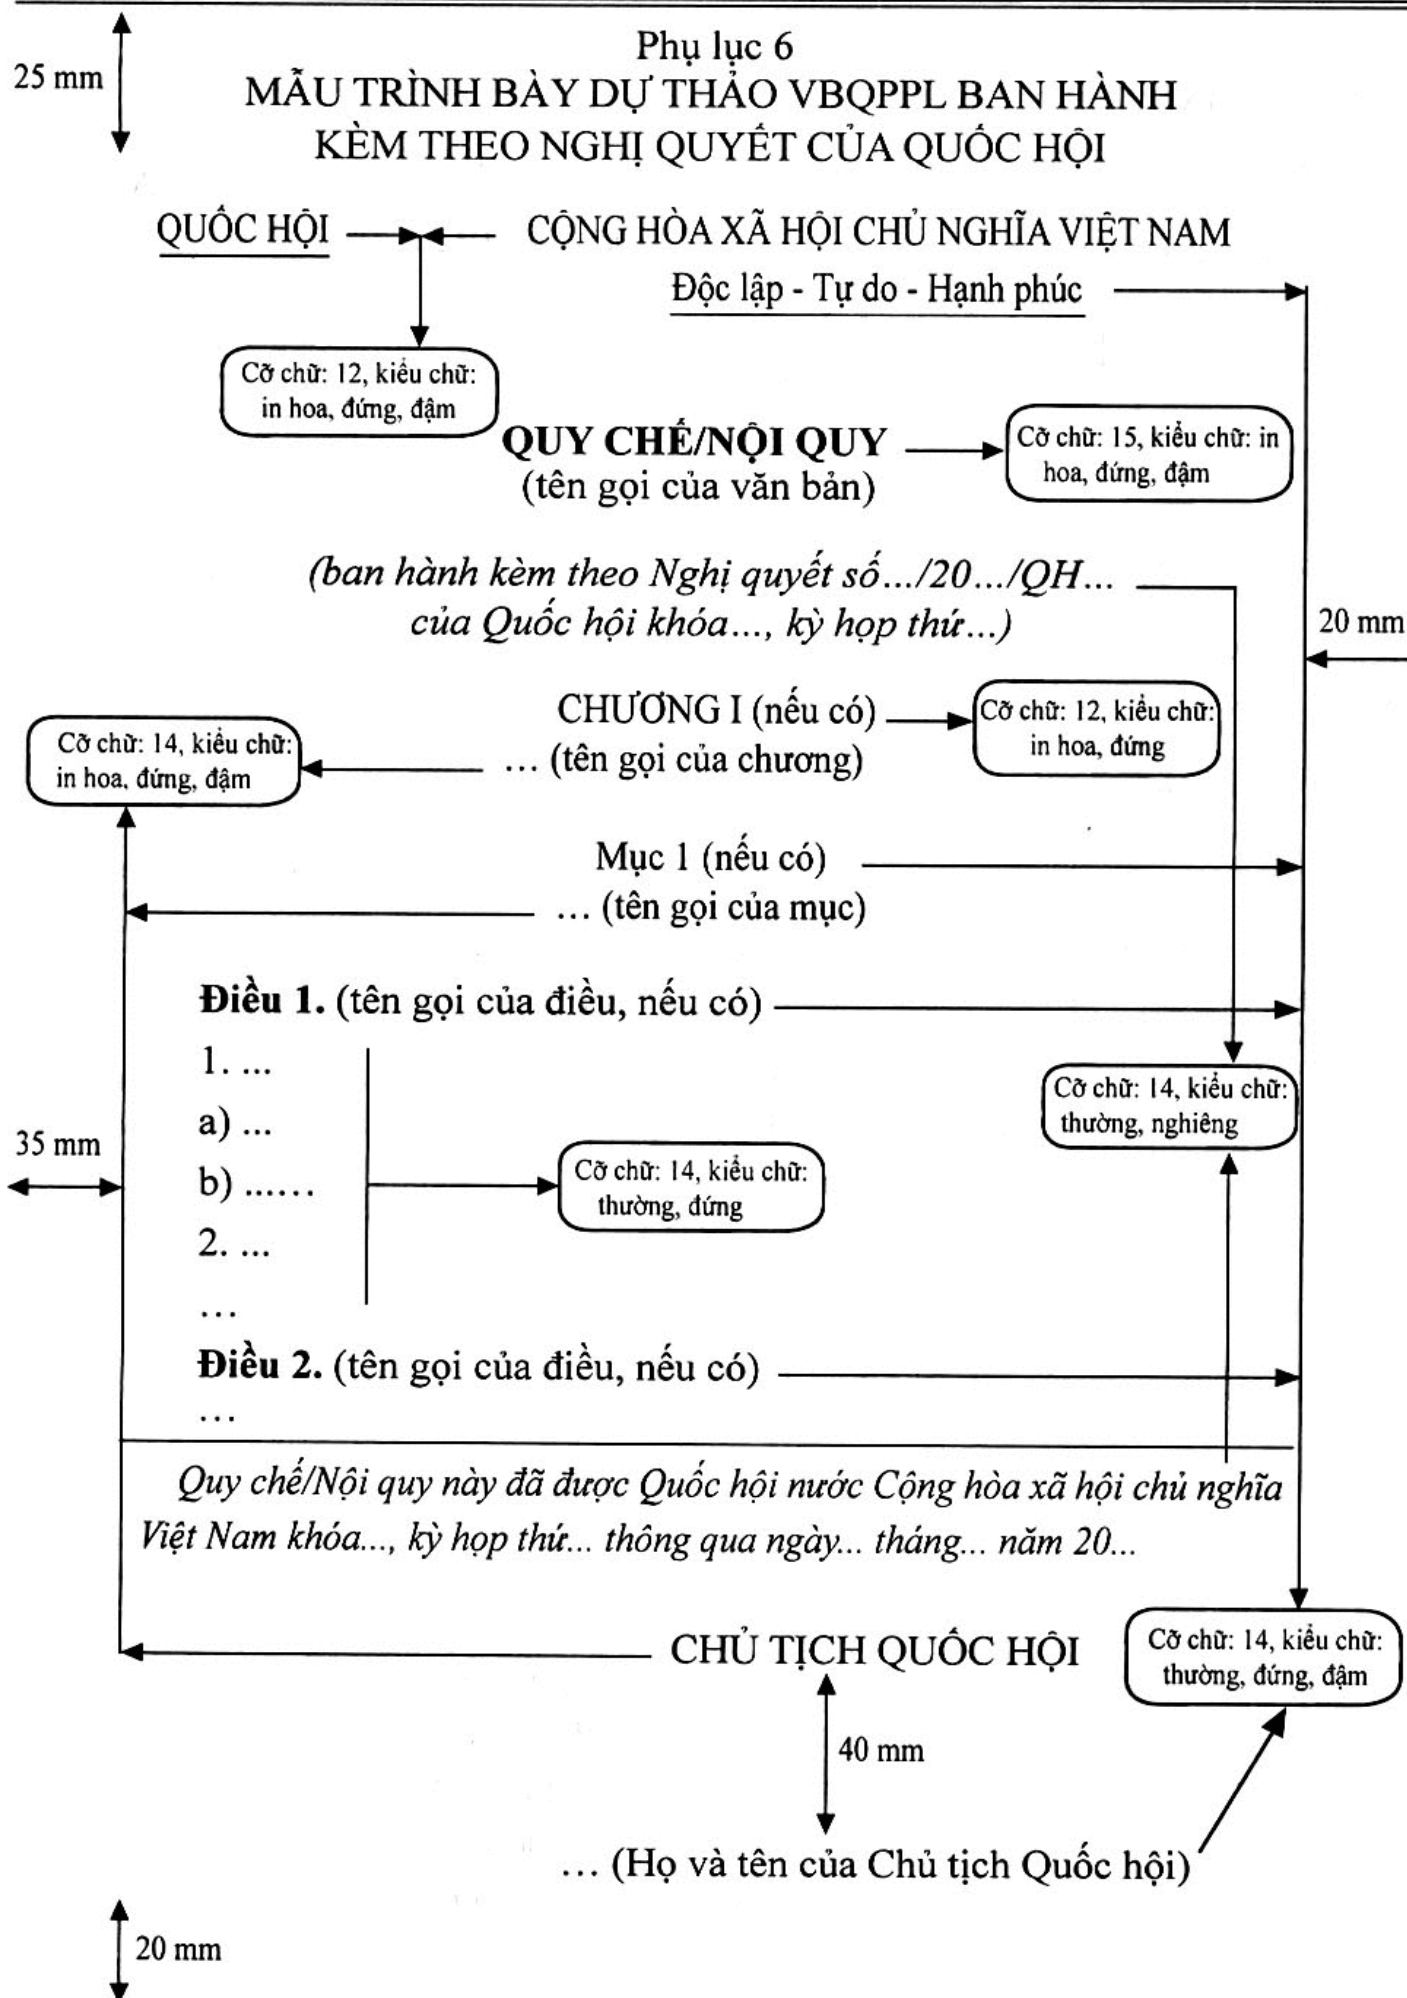 Phụ lục 6
25 mm
MẪU TRÌNH BÀY DỰ THẢO VBQPPL BAN HÀNH
KÈM THEO NGHỊ QUYẾT CỦA QUỐC HỘI
QUỐC HỘI
CỘNG HÒA XÃ HỘI CHỦ NGHĨA VIỆT NAM
Độc lập - Tự do - Hạnh phúc
Cỡ chữ: 12, kiểu chữ:
in hoa, đứng, đậm
QUY CHẾ/NỘI QUY
(tên gọi của văn bản)
Cỡ chữ: 15, kiểu chữ: in
hoa, đứng, đậm
(ban hành kèm theo Nghị quyết số.../20.../QH...
của Quốc hội khóa..., kỳ họp thứ...)
20 mm
CHƯƠNG I (nếu có)
Cỡ chữ: 12, kiểu chữ:
in hoa, đứng
Cỡ chữ: 14, kiểu chữ:
in hoa, đứng, đậm
... (tên gọi của chương)
Mục 1 (nếu có)
... (tên gọi của mục)
Điều 1. (tên gọi của điều, nếu có)
1. ...
a) ...
b) ......
2. ...
...
35 mm
Cỡ chữ: 14, kiểu chữ:
thường, đứng
Cỡ chữ: 14, kiểu chữ:
thường, nghiêng
Điều 2. (tên gọi của điều, nếu có)
...
Quy chế/Nội quy này đã được Quốc hội nước Cộng hòa xã hội chủ nghĩa
Việt Nam khóa..., kỳ họp thứ... thông qua ngày... tháng... năm 20...
CHỦ TỊCH QUỐC HỘI
Cỡ chữ: 14, kiểu chữ:
thường, đứng, đậm
40 mm
... (Họ và tên của Chủ tịch Quốc hội)
20 mm